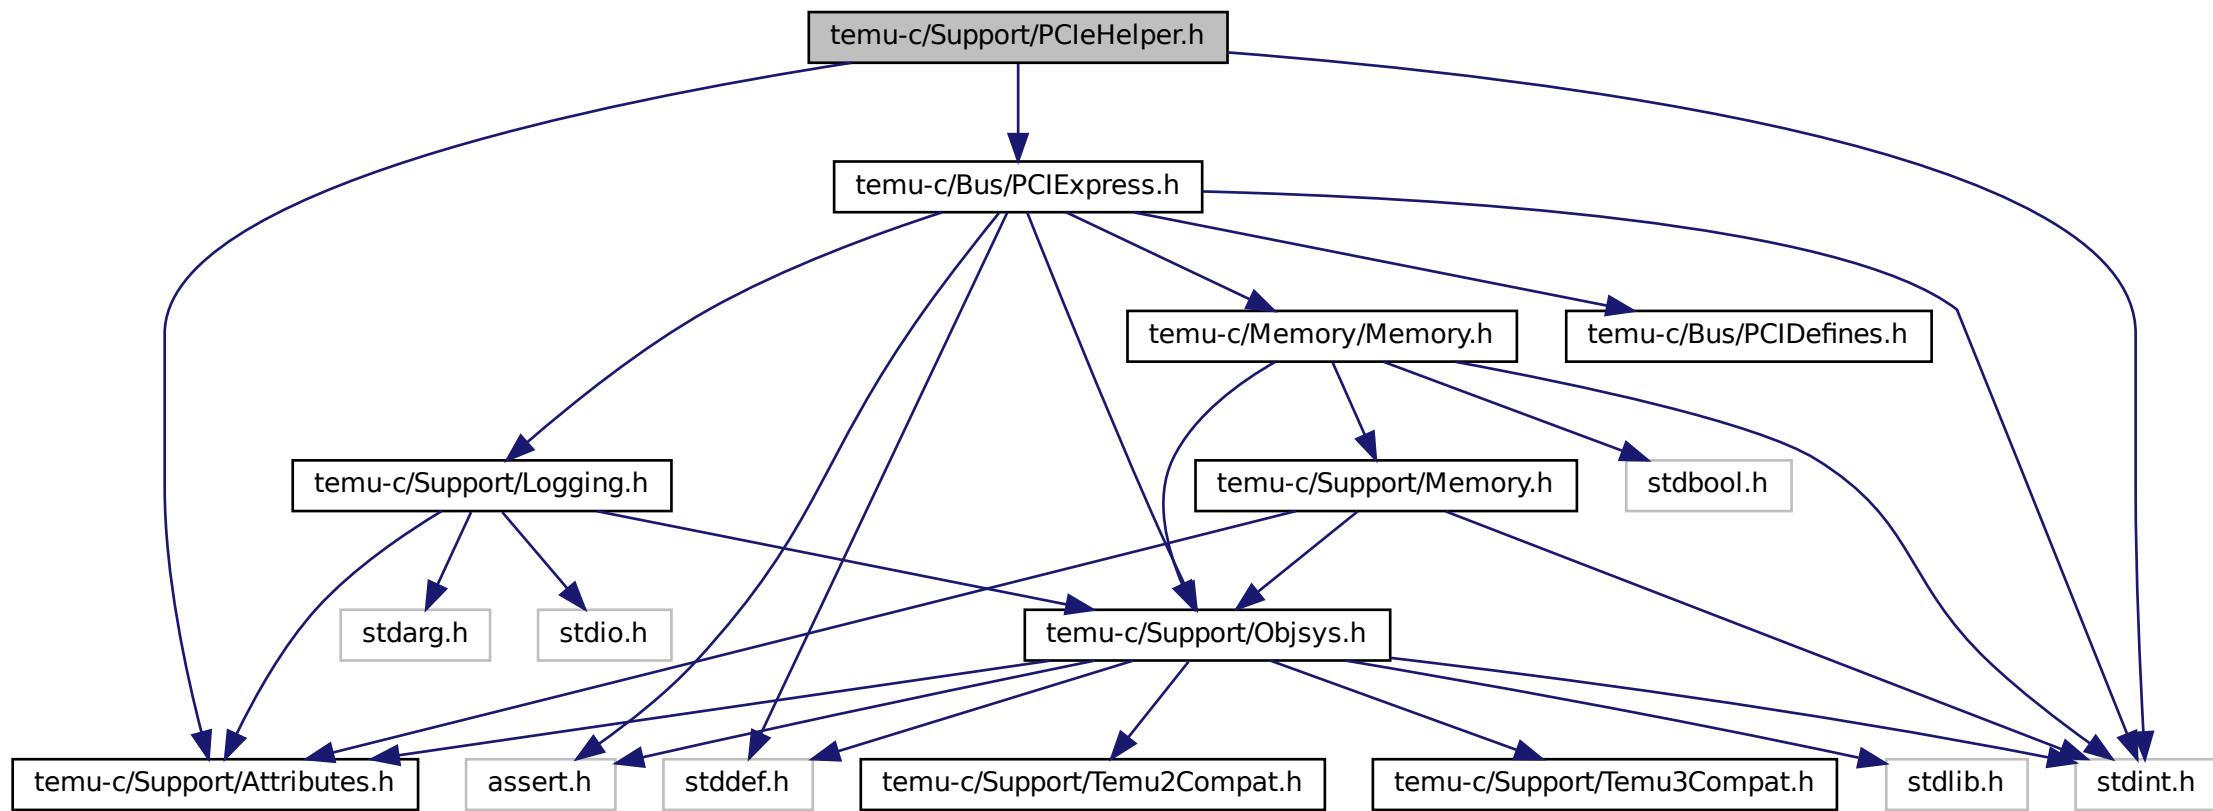 temu-c/Support/PCIeHelper.h
temu-c/Bus/PCIExpress.h
temu-c/Memory/Memory.h
temu-c/Bus/PCIDefines.h
temu-c/Support/Logging.h
temu-c/Support/Memory.h
stdbool.h
stdarg.h
stdio.h
temu-c/Support/Objsys.h
temu-c/Support/Attributes.h
assert.h
stddef.h
temu-c/Support/Temu2Compat.h
temu-c/Support/Temu3Compat.h
stdlib.h
stdint.h